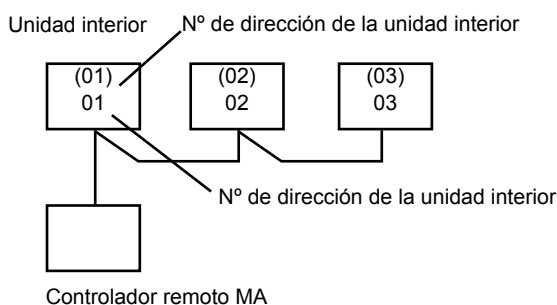 Unidad interior
Nº de dirección de la unidad interior
(01)
(02)
(03)
01
02
03
Nº de dirección de la unidad interior
Controlador remoto MA